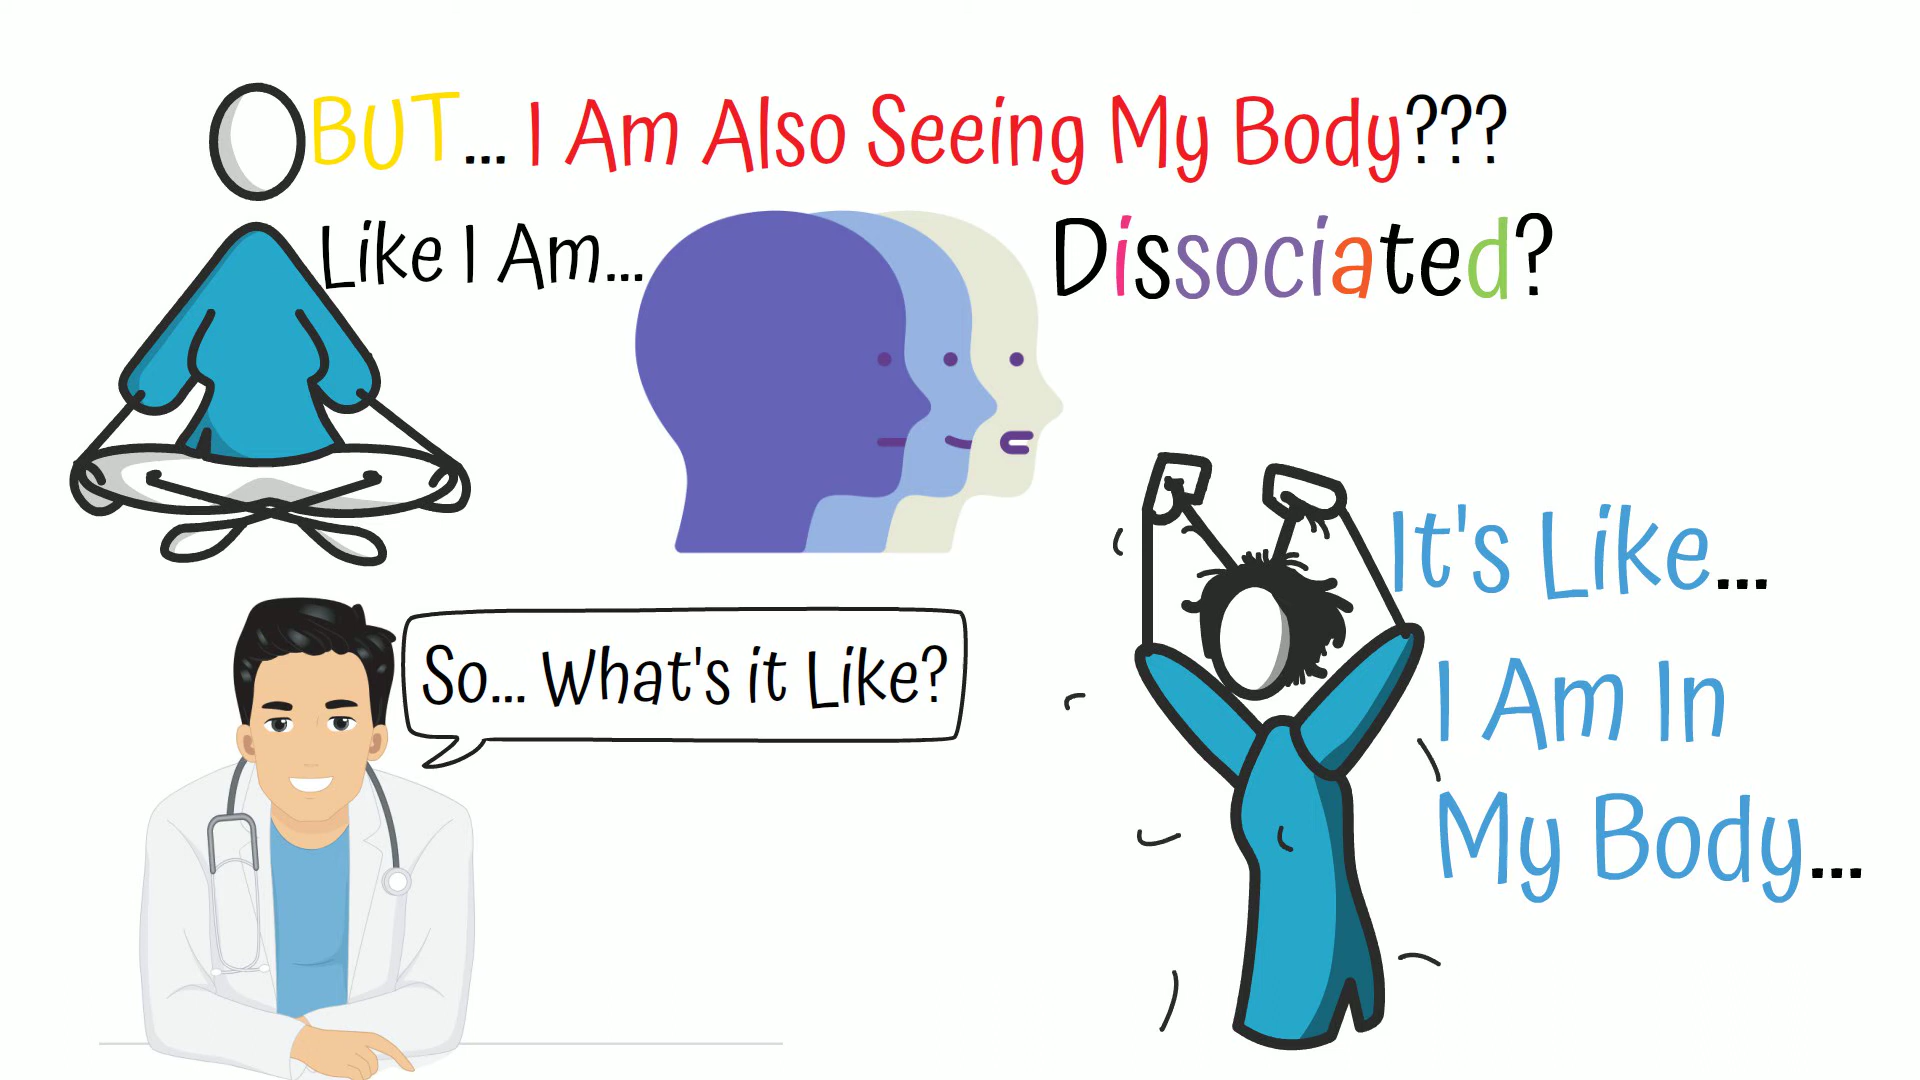 BUT... I Am Also Seeing My Body???
Like I Am... Dissociated?
So... What's it Like?
It's Like...
I Am In
My Body...